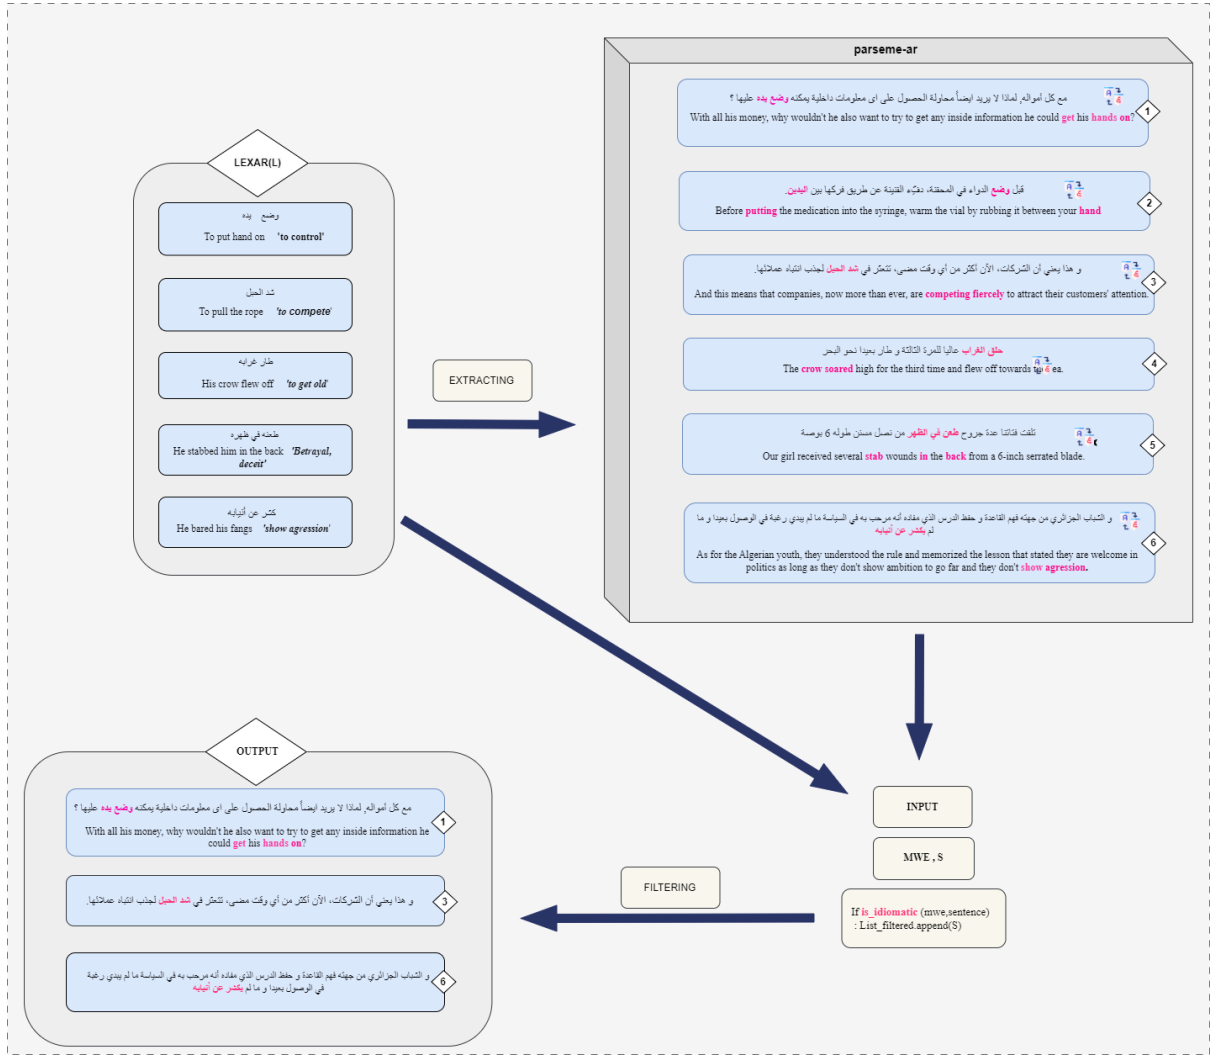 parseme-ar
مع كل أمواله, لماذا لا يريد ايضاً محاولة الحصول على اى معلومات داخلية يمكنه وضع يده عليها ؟
With all his money, why wouldn't he also want to try to get any inside information he could get his hands on?
1
قبل وضع الدواء في المحقنة، دفىّء القنينة عن طريق فركها بين اليدين.
Before putting the medication into the syringe, warm the vial by rubbing it between your hand
2
و هذا يعني أن الشركات، الآن أكثر من أي وقت مضى، تتعثر في شد الحبل لجذب انتباه عملائها.
And this means that companies, now more than ever, are competing fiercely to attract their customers' attention.
3
حلق الغراب عاليا للمرة الثالثة و طار بعيدا نحو البحر
The crow soared high for the third time and flew off towards
4
تلقت فتاتنا عدة جروح طعن في الظهر من نصل مسنن طوله 6 بوصة
Our girl received several stab wounds in the back from a 6-inch serrated blade.
5
و الشباب الجزائري من جهته فهم القاعدة و حفظ الدرس الذي مفاده أنه مرحب به في السياسة ما لم يبدي رغبة في الوصول بعيدا و ما
لم يكشر عن أنيابه
As for the Algerian youth, they understood the rule and memorized the lesson that stated they are welcome in
politics as long as they don't show ambition to go far and they don't show agression.
6
LEXAR(L)
وضع يده
To put hand on 'to control'
شد الحبل
To pull the rope 'to compete'
طار غرابه
His crow flew off 'to get old'
طعنه في ظهره
He stabbed him in the back 'Betrayal,
deceit'
كشر عن أنيابه
He bared his fangs 'show agression'
EXTRACTING
INPUT
MWE , S
If is_idiomatic (mwe,sentence)
: List_filtered.append(S)
FILTERING
OUTPUT
مع كل أمواله, لماذا لا يريد ايضاً محاولة الحصول على اى معلومات داخلية يمكنه وضع يده عليها ؟
With all his money, why wouldn't he also want to try to get any inside information he
could get his hands on?
1
و هذا يعني أن الشركات، الآن أكثر من أي وقت مضى، تتعثر في شد الحبل لجذب انتباه عملائها.
3
و الشباب الجزائري من جهته فهم القاعدة و حفظ الدرس الذي مفاده أنه مرحب به في السياسة ما لم يبدي رغبة
في الوصول بعيدا و ما لم يكشر عن أنيابه
6